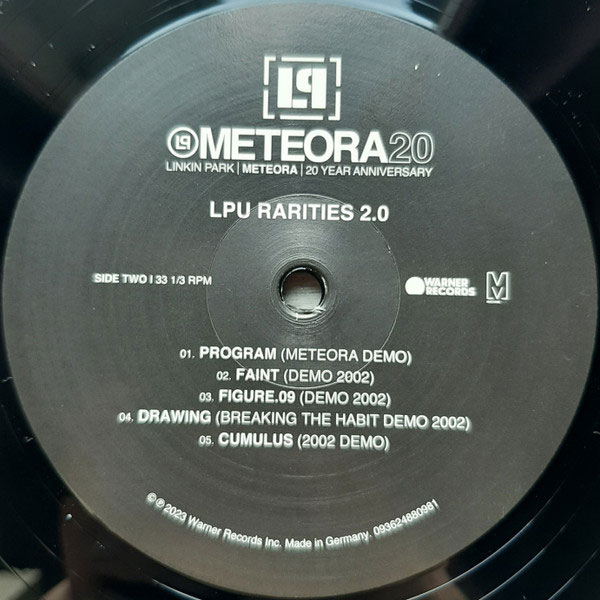 LP
LP METEORA20
LINKIN PARK | METEORA | 20 YEAR ANNIVERSARY
LPU RARITIES 2.0
SIDE TWO | 33 1/3 RPM
WARNER RECORDS
01. PROGRAM (METEORA DEMO)
02. FAINT (DEMO 2002)
03. FIGURE.09 (DEMO 2002)
04. DRAWING (BREAKING THE HABIT DEMO 2002)
05. CUMULUS (2002 DEMO)
© ℗ 2023 Warner Records Inc. Made in Germany. 093624880981